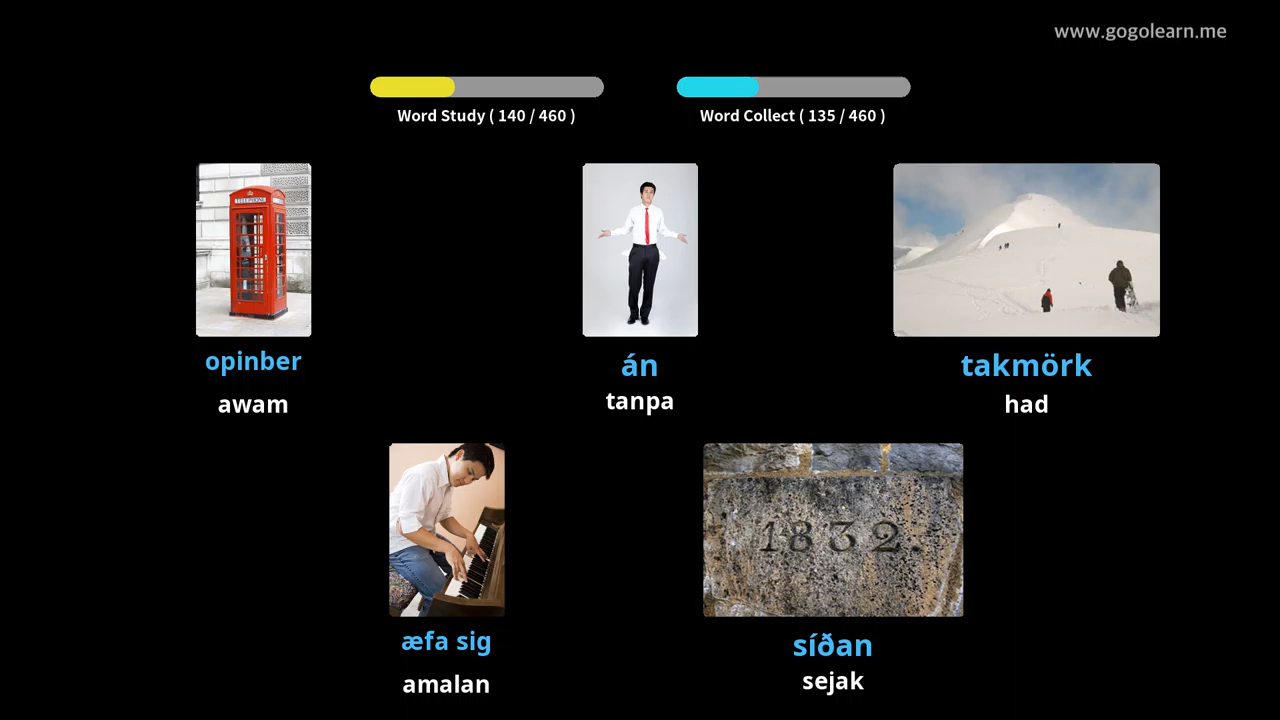 www.gogolearn.me
Word Study ( 140 / 460 )
Word Collect ( 135 / 460 )
TELEPHONE
opinber
awam
án
tanpa
takmörk
had
1832.
æfa sig
amalan
síðan
sejak